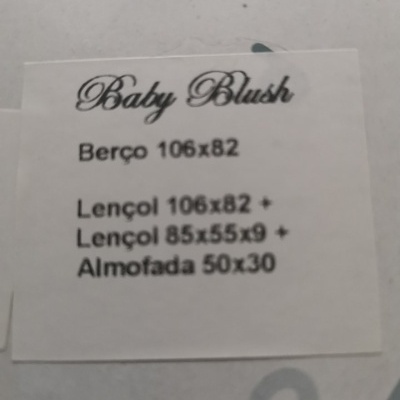 Baby Blush
Berço 106x82
Lençol 106x82 +
Lençol 85x55x9 +
Almofada 50x30